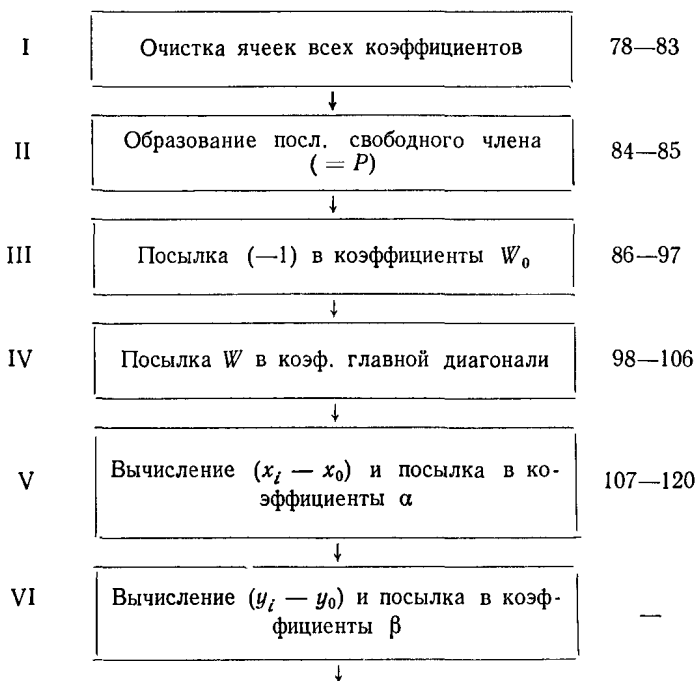 I Очистка ячеек всех коэффициентов 78—83
↓
II Образование посл. свободного члена 84—85
( = P)
↓
III Посылка (—1) в коэффициенты W₀ 86—97
↓
IV Посылка W в коэф. главной диагонали 98—106
↓
V Вычисление (xᵢ — x₀) и посылка в ко-
эффициенты α 107—120
↓
VI Вычисление (yᵢ — y₀) и посылка в коэф-
фициенты β —
↓